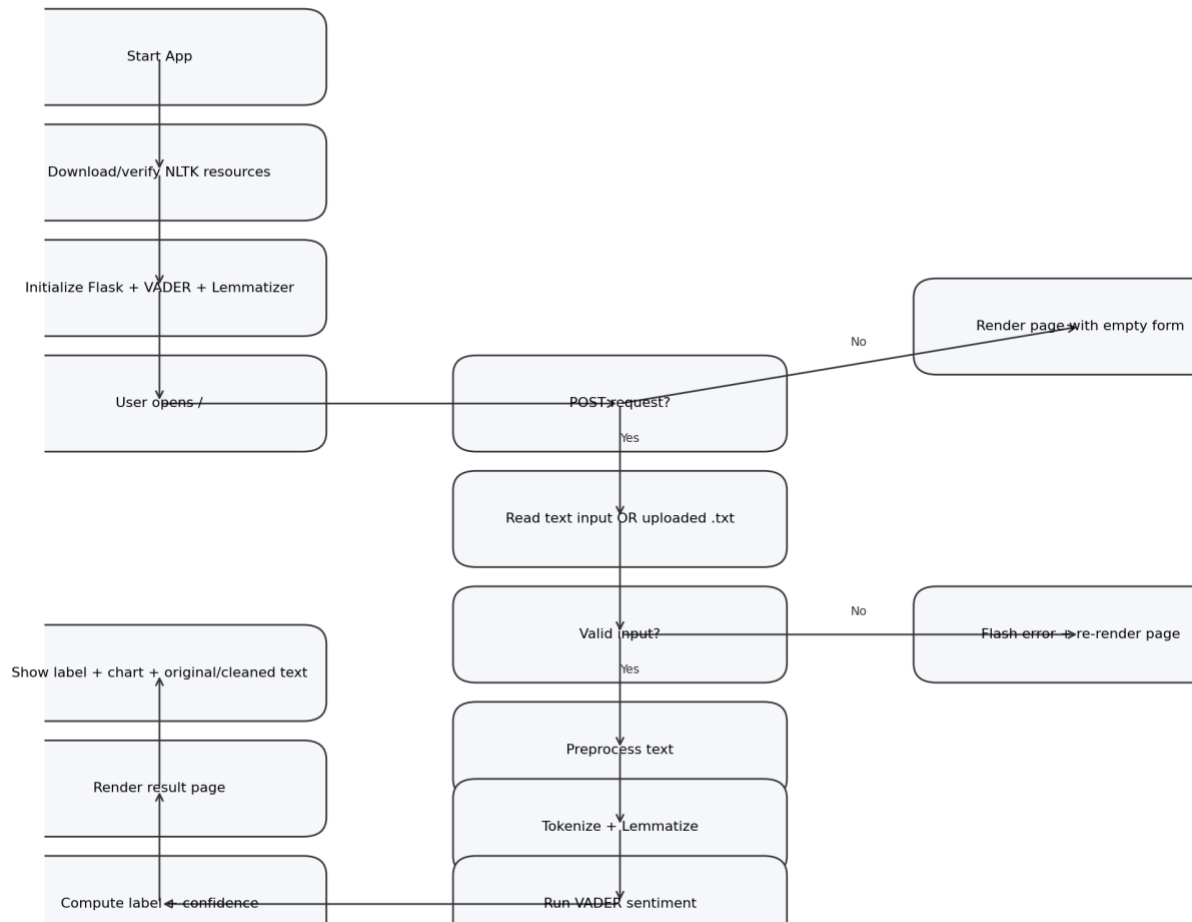 Start App
Download/verify NLTK resources
Initialize Flask + VADER + Lemmatizer
User opens /
POST request?
No
Render page with empty form
Yes
Read text input OR uploaded .txt
Valid input?
No
Flash error + re-render page
Yes
Preprocess text
Tokenize + Lemmatize
Run VADER sentiment
Compute label + confidence
Render result page
Show label + chart + original/cleaned text